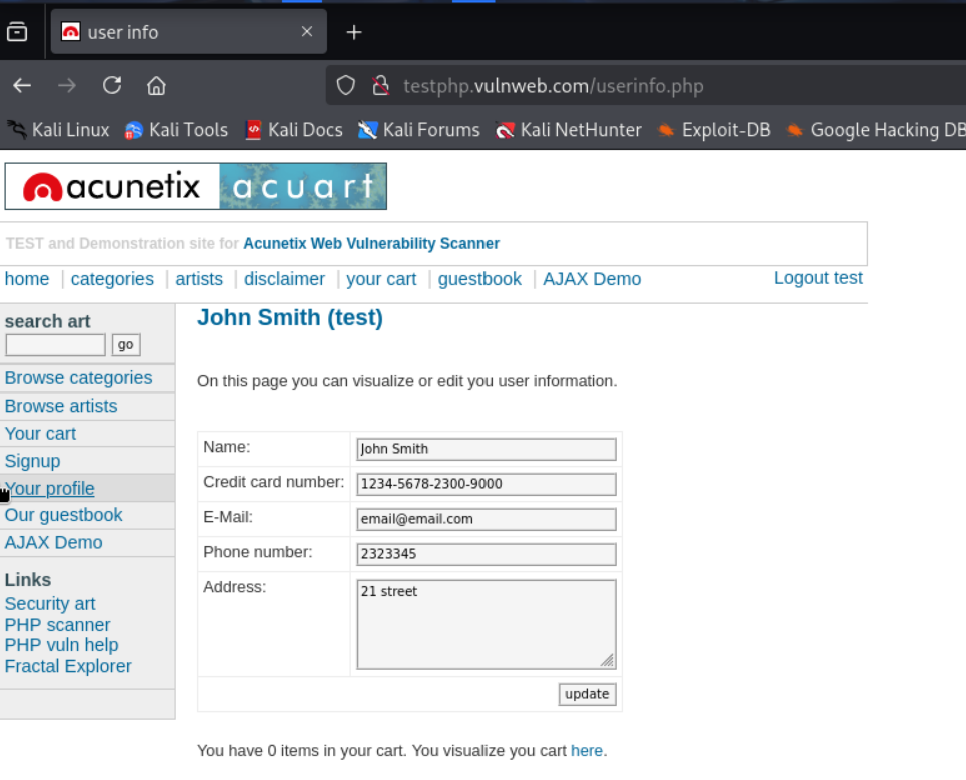 user info
testphp.vulnweb.com/userinfo.php
Kali Linux Kali Tools Kali Docs Kali Forums Kali NetHunter Exploit-DB Google Hacking DB
acunetix acuart
TEST and Demonstration site for Acunetix Web Vulnerability Scanner
home | categories | artists | disclaimer | your cart | guestbook | AJAX Demo Logout test
search art
go
Browse categories
Browse artists
Your cart
Signup
Your profile
Our guestbook
AJAX Demo
Links
Security art
PHP scanner
PHP vuln help
Fractal Explorer
John Smith (test)
On this page you can visualize or edit you user information.
Name: John Smith
Credit card number: 1234-5678-2300-9000
E-Mail: email@email.com
Phone number: 2323345
Address: 21 street
update
You have 0 items in your cart. You visualize you cart here.